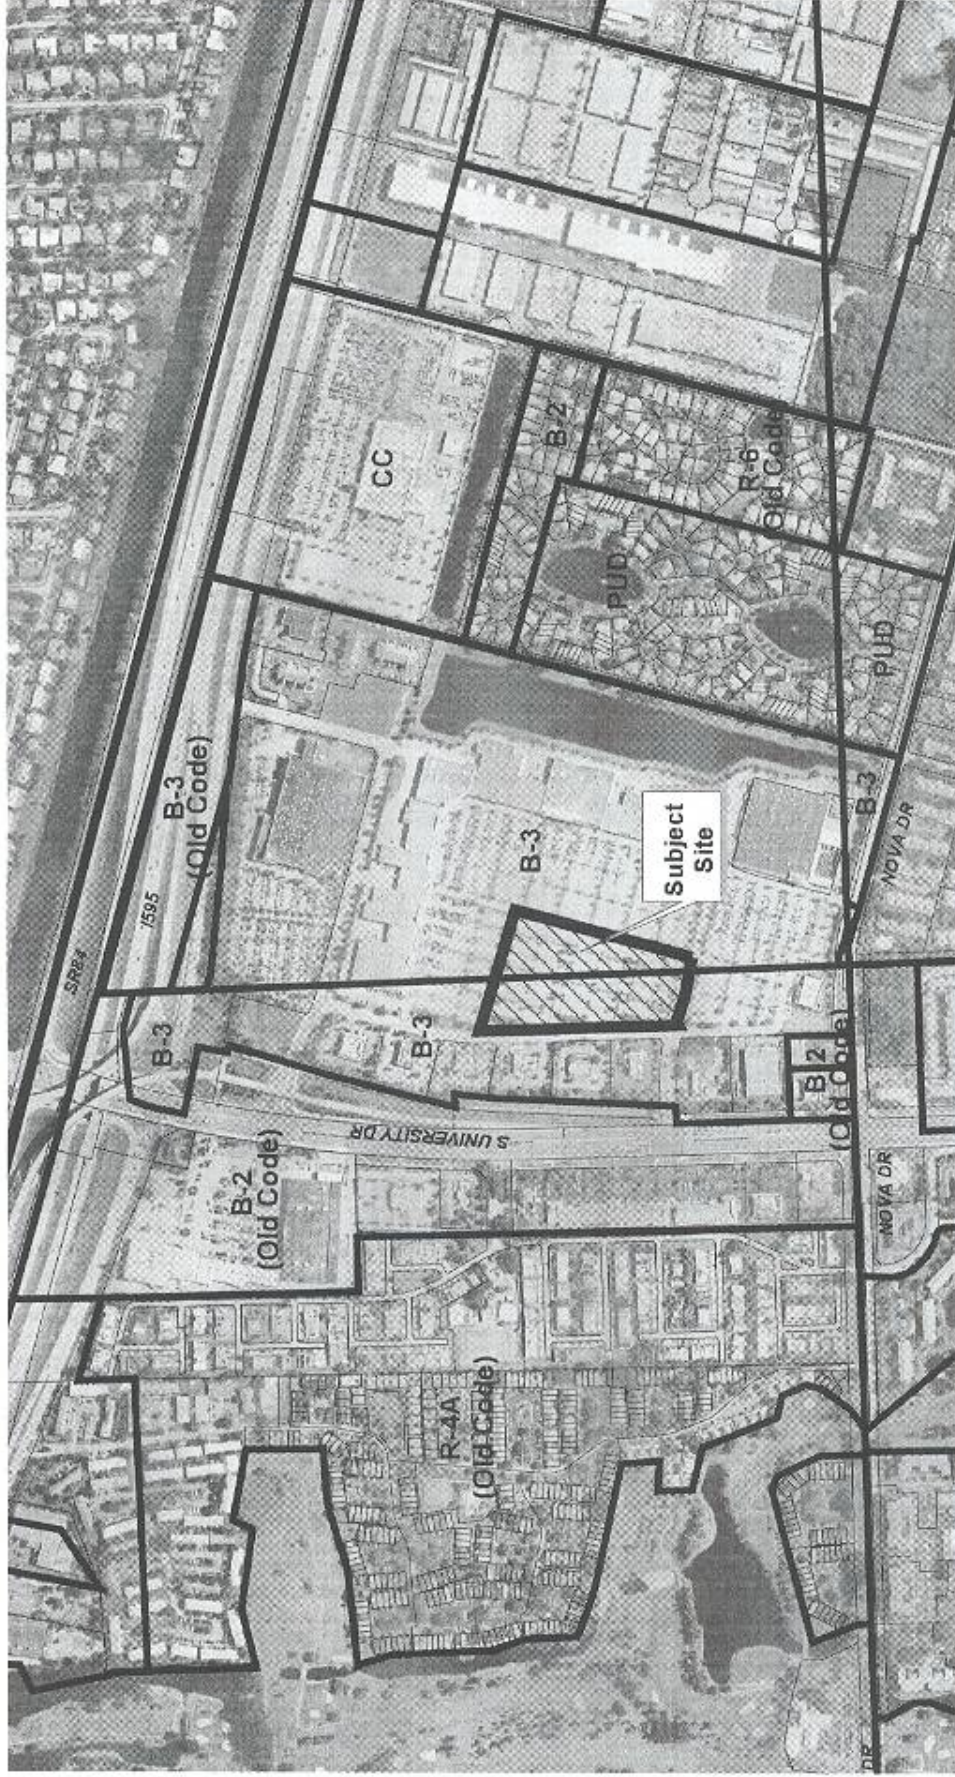 SR84
I595
B-3
(Old Code)
B-3
B-2
(Old Code)
S UNIVERSITY DR
B-3
B-3
CC
B-2
R-6
(Old Code)
PUD
PUD
Subject
Site
B-3
NOVA DR
B-2
(Old Code)
NOVA DR
R-4A
(Old Code)
DR